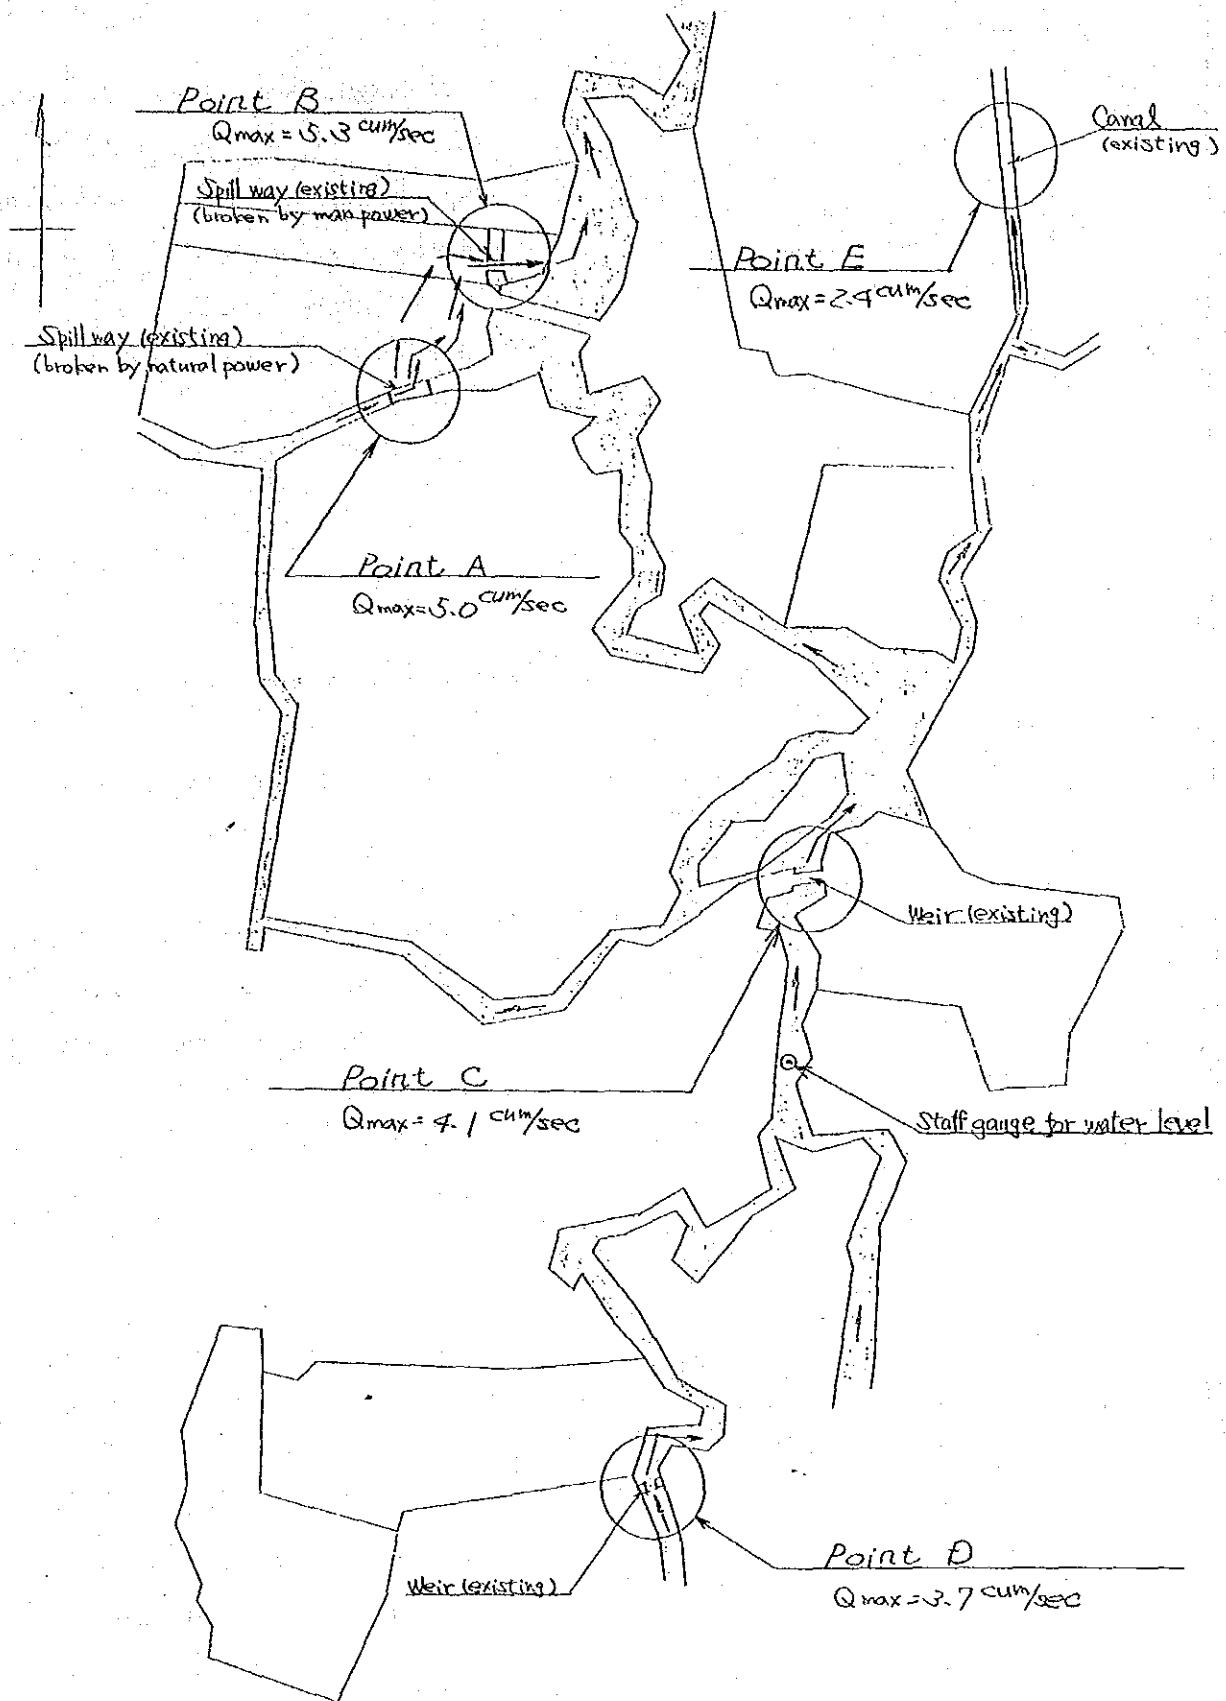 Point B
Qmax = 5.3 cum/sec
Spill way (existing)
(broken by man power)
Canal
(existing)
Point E
Qmax = 2.4 cum/sec
Spill way (existing)
(broken by natural power)
Point A
Qmax = 5.0 cum/sec
Weir (existing)
Point C
Qmax = 4.1 cum/sec
Staff gauge for water level
Point D
Qmax = 3.7 cum/sec
Weir (existing)